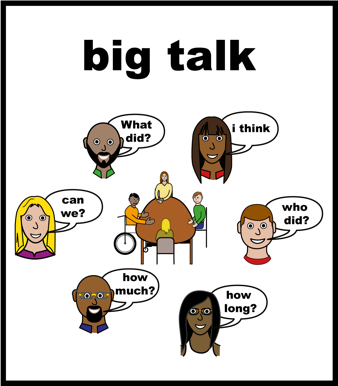 big talk
What
did?
i think
can
we?
who
did?
how
much?
how
long?